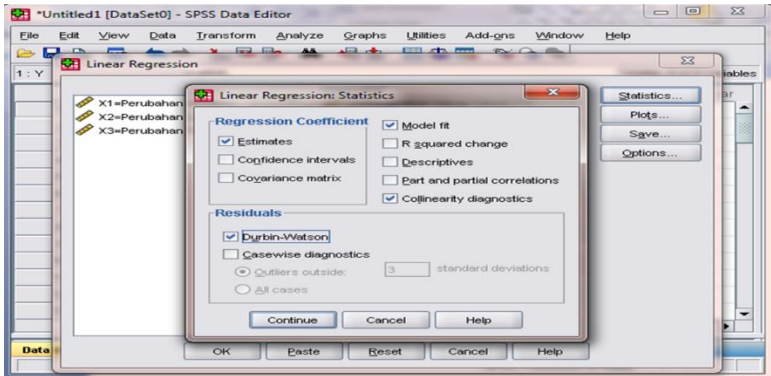 *Untitled1 [DataSet0] - SPSS Data Editor
File Edit View Data Transform Analyze Graphs Utilities Add-ons Window Help
1 : Y
Linear Regression
X1=Perubahan
X2=Perubahan
X3=Perubahan
Statistics...
Plots...
Save...
Options...
Linear Regression: Statistics
Regression Coefficient
Estimates
Confidence intervals
Covariance matrix
Model fit
R squared change
Descriptives
Part and partial correlations
Collinearity diagnostics
Residuals
Durbin-Watson
Casewise diagnostics
Outliers outside: 3 standard deviations
All cases
Continue Cancel Help
OK Paste Reset Cancel Help
Data